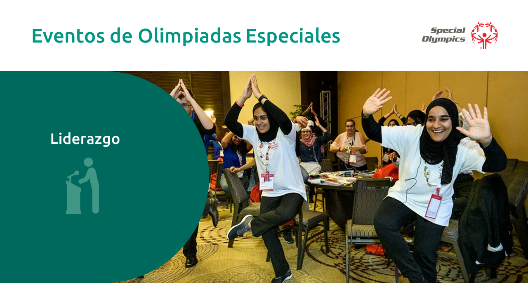 Eventos de Olimpiadas Especiales
Special
Olympics
Liderazgo